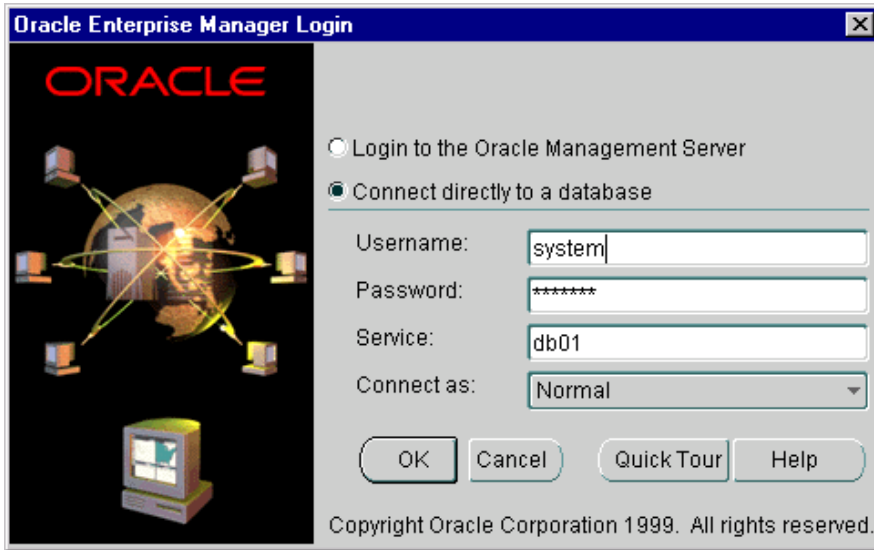 Oracle Enterprise Manager Login
ORACLE
Login to the Oracle Management Server
Connect directly to a database
Username: system
Password: *******
Service: db01
Connect as: Normal
OK Cancel Quick Tour Help
Copyright Oracle Corporation 1999. All rights reserved.